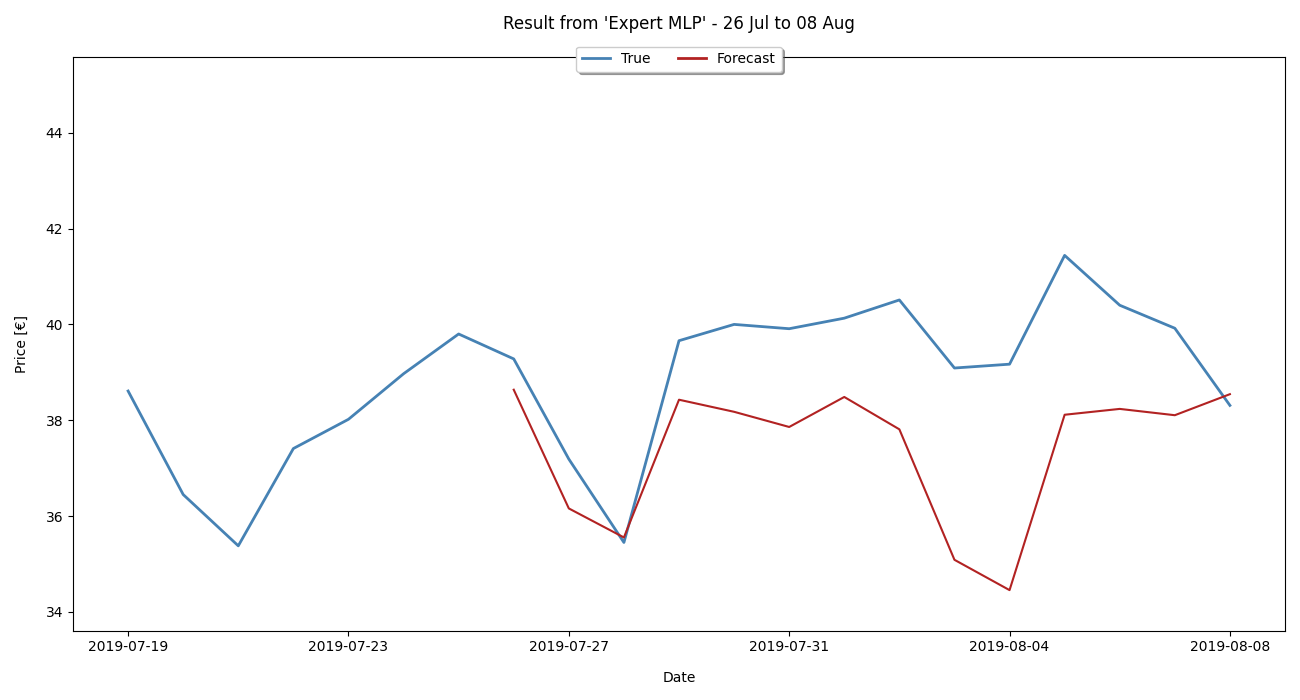 Result from 'Expert MLP' - 26 Jul to 08 Aug
True Forecast
44
42
40
38
36
34
Price [€]
2019-07-19 2019-07-23 2019-07-27 2019-07-31 2019-08-04 2019-08-08
Date